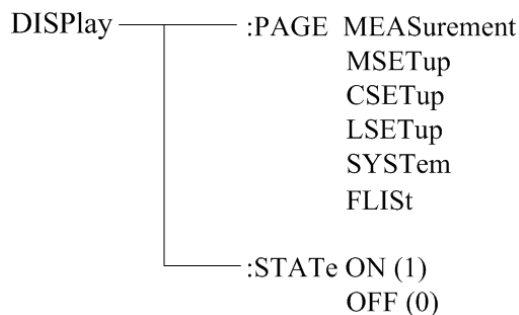 DISPlay :PAGE MEASurement
MSETup
CSETup
LSETup
SYSTem
FLISt
:STATe ON (1)
OFF (0)